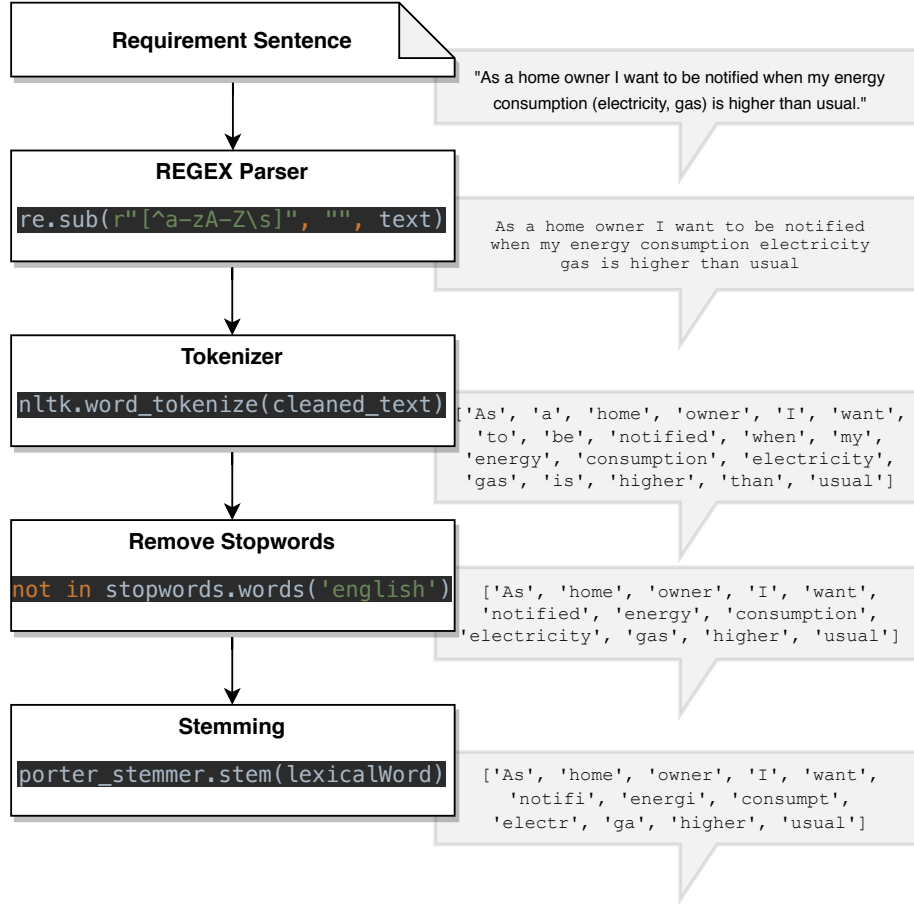 Requirement Sentence
"As a home owner I want to be notified when my energy
consumption (electricity, gas) is higher than usual."
REGEX Parser
re.sub(r"[^a-zA-Z\s]", "", text)
As a home owner I want to be notified
when my energy consumption electricity
gas is higher than usual
Tokenizer
nltk.word_tokenize(cleaned_text)
['As', 'a', 'home', 'owner', 'I', 'want',
'to', 'be', 'notified', 'when', 'my',
'energy', 'consumption', 'electricity',
'gas', 'is', 'higher', 'than', 'usual']
Remove Stopwords
not in stopwords.words('english')
['As', 'home', 'owner', 'I', 'want',
'notified', 'energy', 'consumption',
'electricity', 'gas', 'higher', 'usual']
Stemming
porter_stemmer.stem(lexicalWord)
['As', 'home', 'owner', 'I', 'want',
'notifi', 'energi', 'consumpt',
'electr', 'ga', 'higher', 'usual']